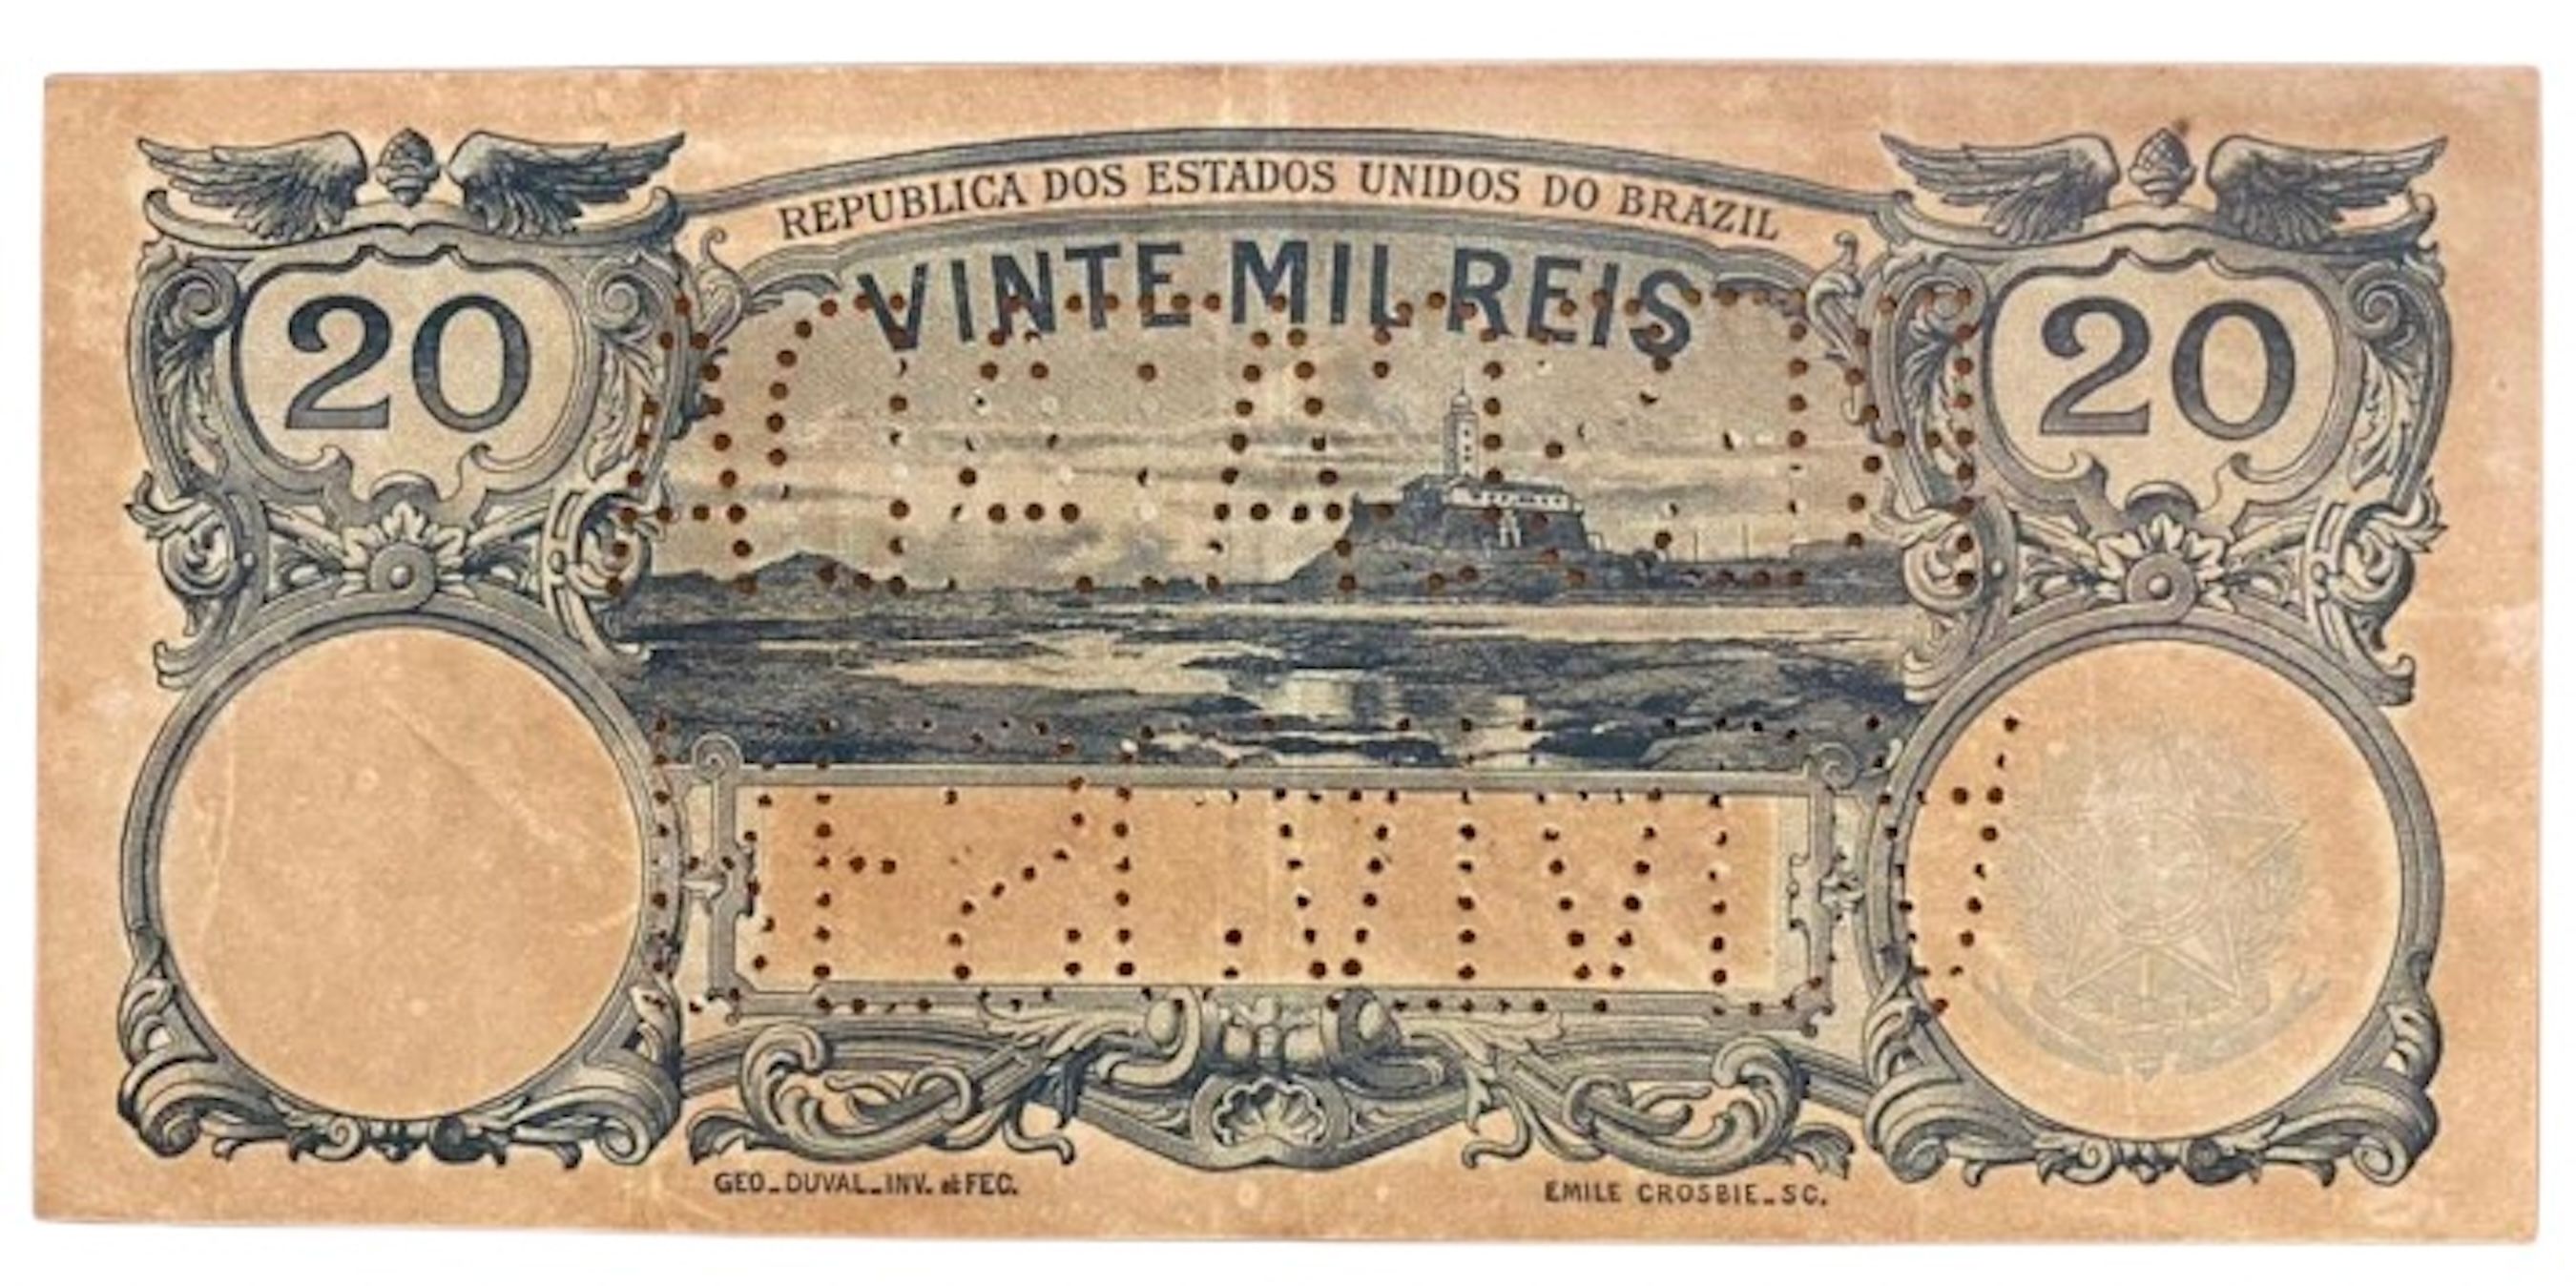 REPUBLICA DOS ESTADOS UNIDOS DO BRAZIL
VINTE MIL REIS
20
20
GEO_DUVAL_INV. et FEC.
EMILE CROSBIE_SC.